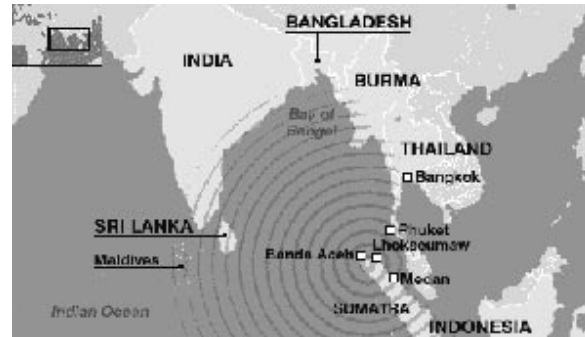 BANGLADESH
INDIA
BURMA
Bay of
Bengal
THAILAND
Bangkok
SRI LANKA
Phuket
Lhokseumaw
Banda Aceh
Maldives
Medan
SUMATRA
Indian Ocean
INDONESIA